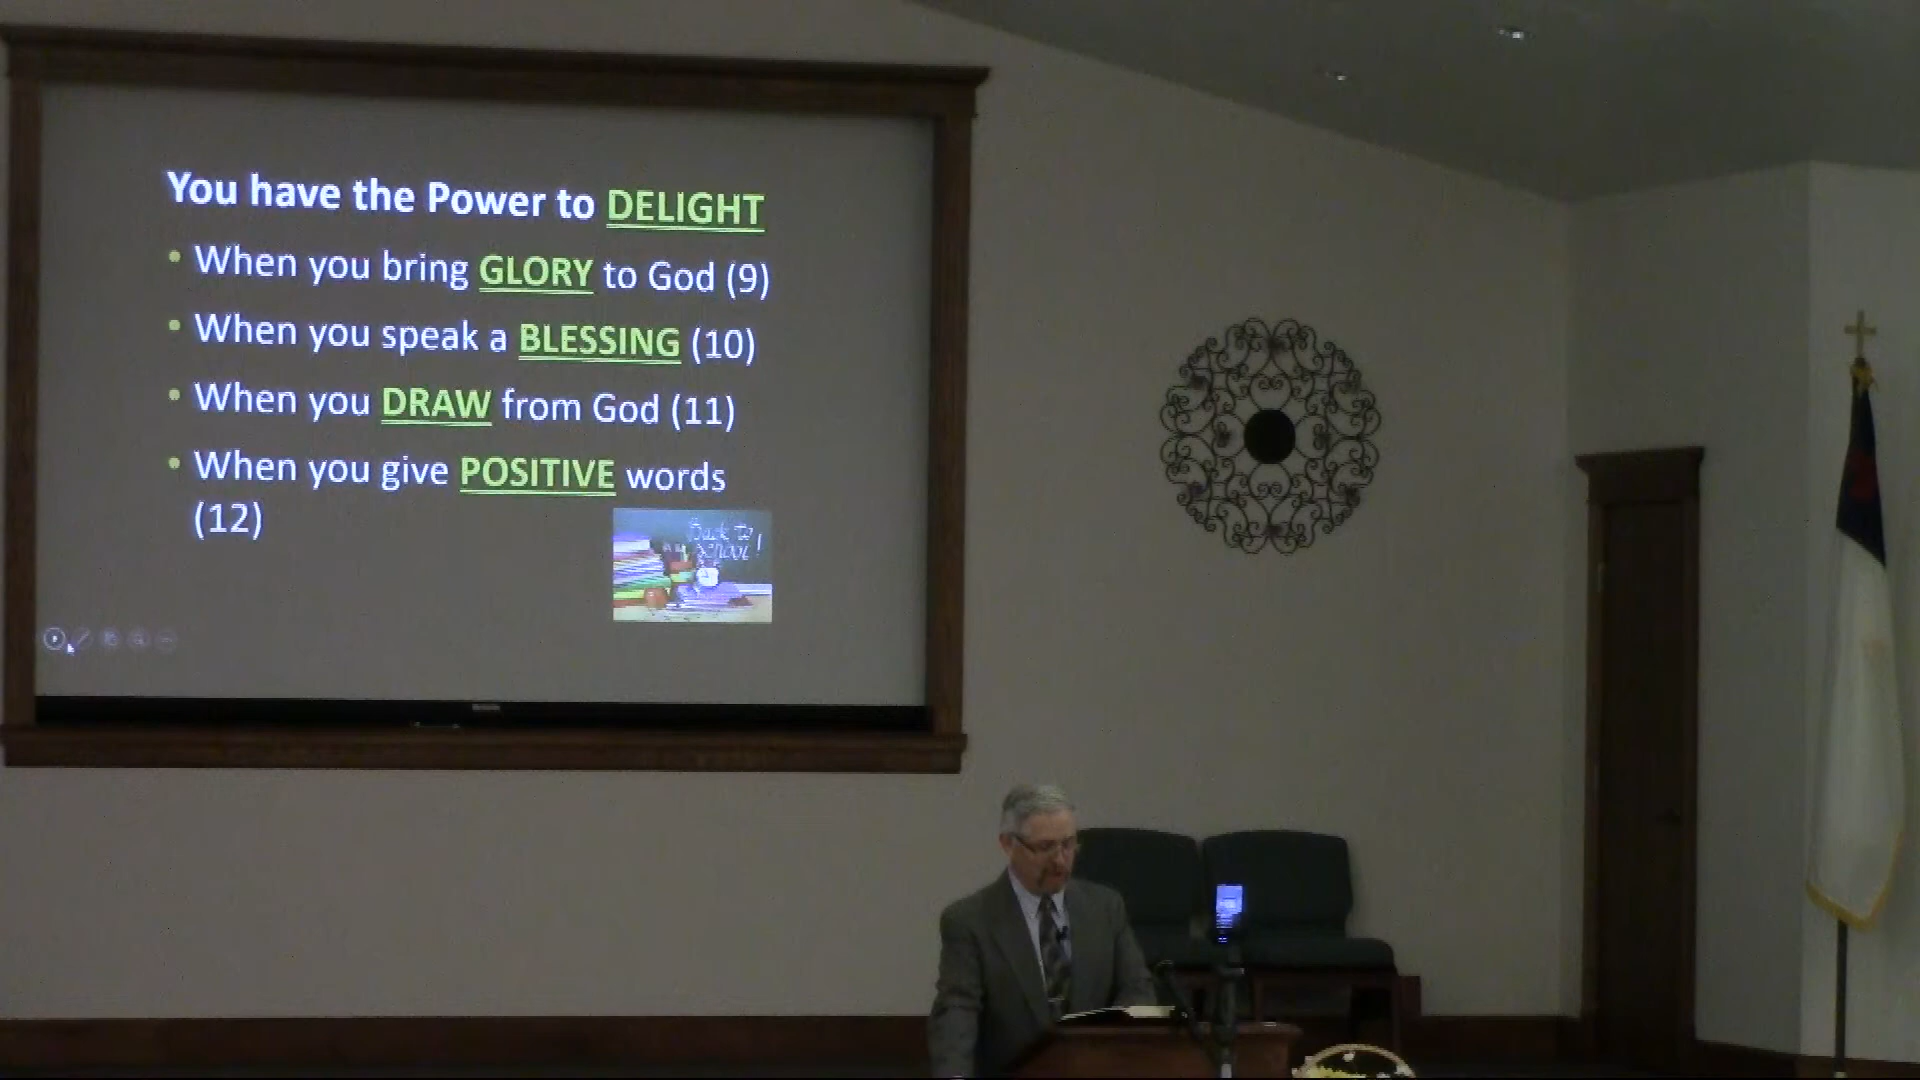 You have the Power to DELIGHT
• When you bring GLORY to God (9)
• When you speak a BLESSING (10)
• When you DRAW from God (11)
• When you give POSITIVE words
(12)
Back to
School!